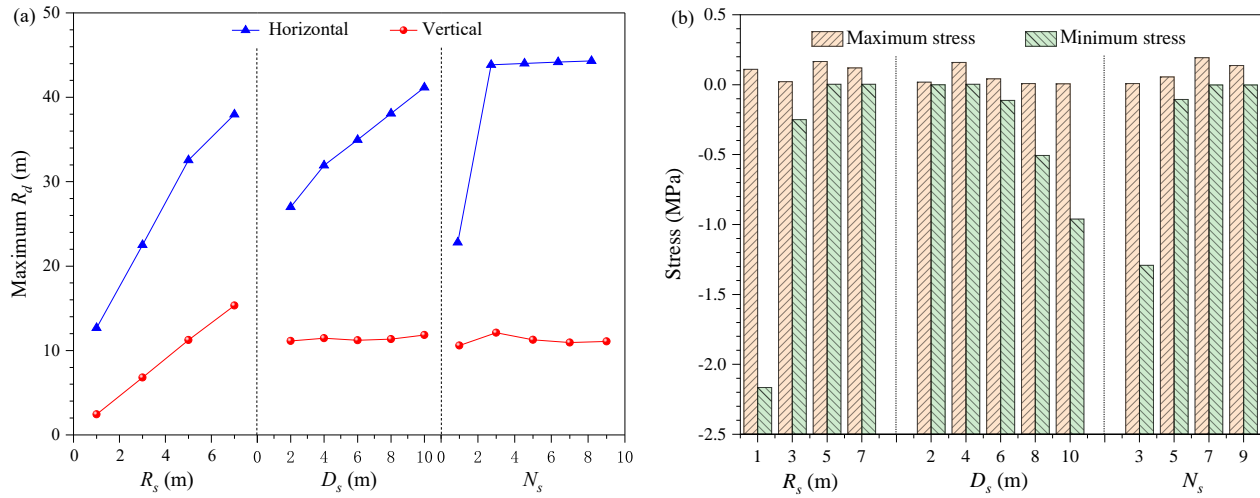 (a)
Horizontal
Vertical
50
40
30
20
10
0
Maximum R_d (m)
0 2 4 6 0 2 4 6 8 10 0 2 4 6 8 10
R_s (m) D_s (m) N_s
(b)
Maximum stress
Minimum stress
0.5
0.0
-0.5
-1.0
-1.5
-2.0
-2.5
Stress (MPa)
1 3 5 7 2 4 6 8 10 3 5 7 9
R_s (m) D_s (m) N_s